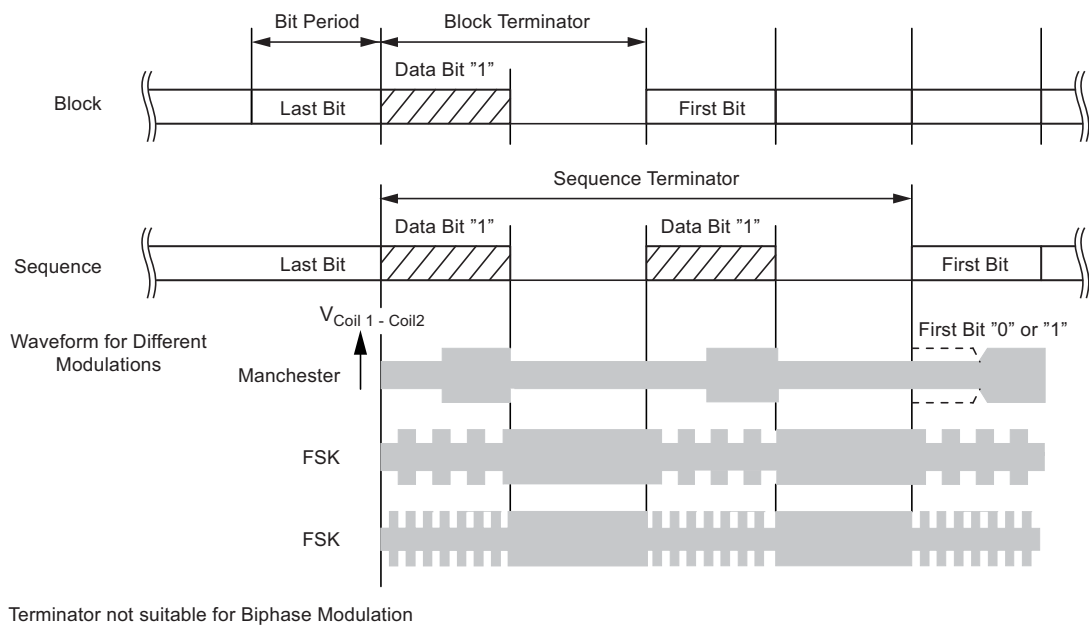 Bit Period
Block Terminator
Data Bit ”1”
Block
Last Bit
First Bit
Sequence Terminator
Data Bit ”1”
Data Bit ”1”
Sequence
Last Bit
First Bit
VCoil 1 - Coil2
First Bit ”0” or ”1”
Waveform for Different
Modulations
Manchester
FSK
FSK
Terminator not suitable for Biphase Modulation